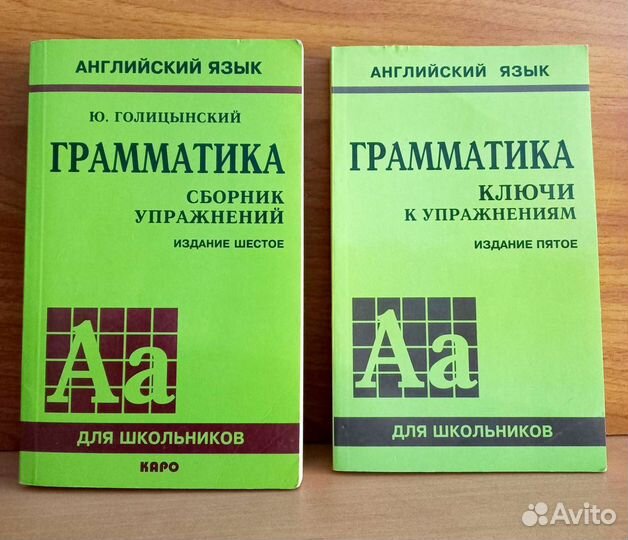 АНГЛИЙСКИЙ ЯЗЫК
Ю. ГОЛИЦЫНСКИЙ
ГРАММАТИКА
СБОРНИК
УПРАЖНЕНИЙ
ИЗДАНИЕ ШЕСТОЕ
Aa
ДЛЯ ШКОЛЬНИКОВ
КАРО
АНГЛИЙСКИЙ ЯЗЫК
ГРАММАТИКА
КЛЮЧИ
К УПРАЖНЕНИЯМ
ИЗДАНИЕ ПЯТОЕ
Aa
ДЛЯ ШКОЛЬНИКОВ
Avito